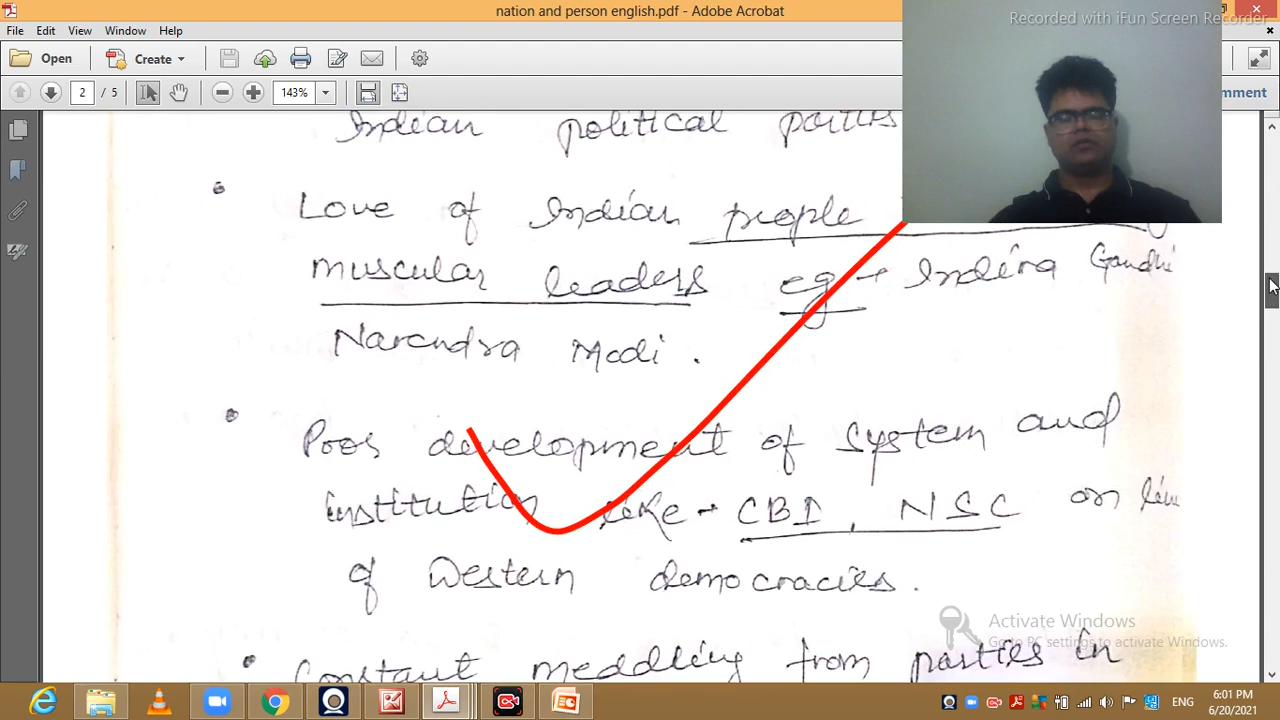 nation and person english.pdf - Adobe Acrobat
Recorded with iFun Screen Recorder
File Edit View Window Help
Open Create
2 / 5 143% omment
Indian political parties
Love of Indian people
muscular leaders eg → Indira Gandhi
Narendra Modi .
Poor development of system and
institution like - CBI , NSC on
of Western democracies .
Activate Windows
Go to PC settings to activate Windows.
Constant meddling from parties in
ENG
6:01 PM
6/20/2021